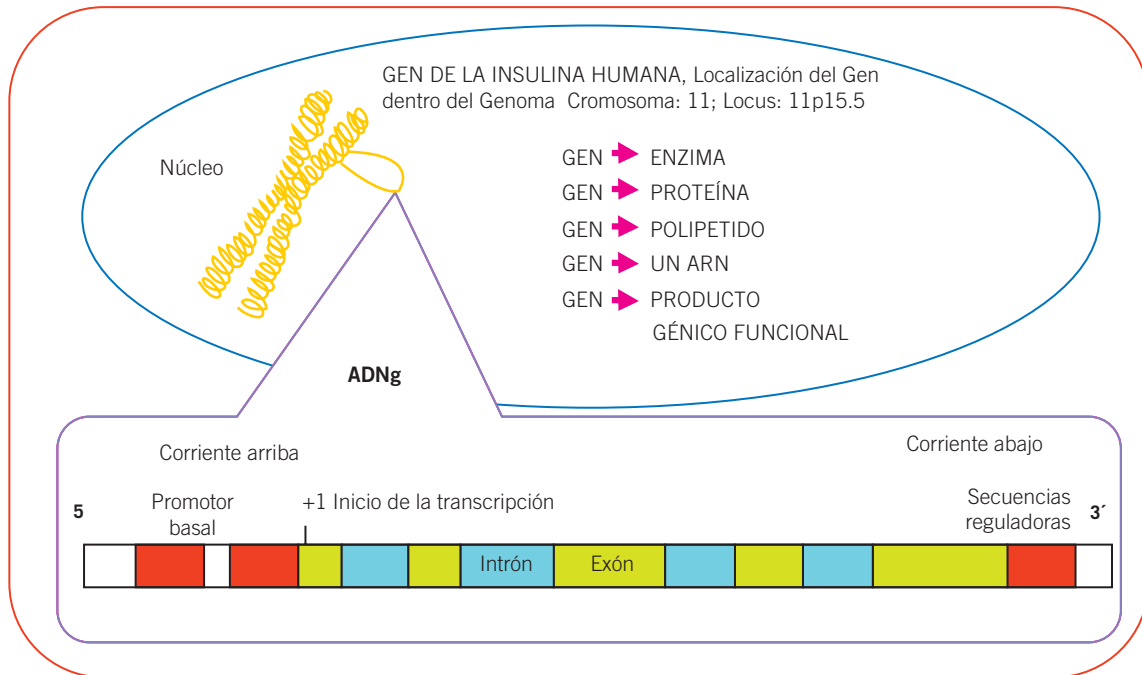 GEN DE LA INSULINA HUMANA, Localización del Gen
dentro del Genoma Cromosoma: 11; Locus: 11p15.5
Núcleo
GEN ENZIMA
GEN PROTEÍNA
GEN POLIPETIDO
GEN UN ARN
GEN PRODUCTO
GÉNICO FUNCIONAL
ADNg
Corriente arriba
Corriente abajo
5
Promotor
basal
+1 Inicio de la transcripción
Secuencias
reguladoras
3´
Intrón
Exón